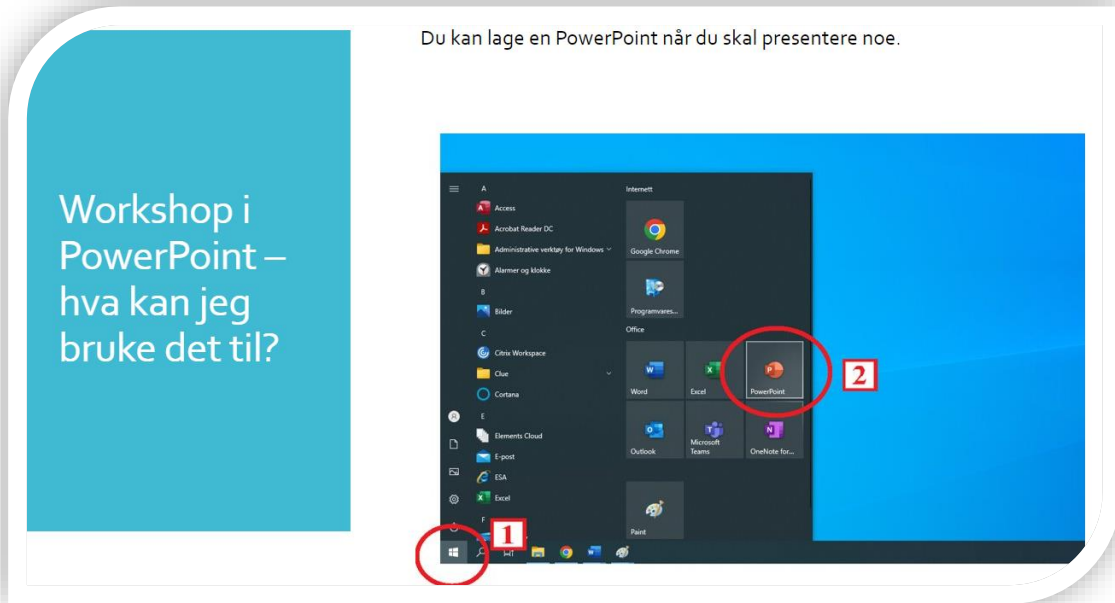 Du kan lage en PowerPoint når du skal presentere noe.
Workshop i
PowerPoint –
hva kan jeg
bruke det til?
A
Access
Acrobat Reader DC
Administrative verktøy for Windows
Alarmer og klokke
B
Bilder
C
Citrix Workspace
Clue
Cortana
E
Elements Cloud
E-post
ESA
Excel
F
Internett
Google Chrome
Programvares...
Office
Word
Excel
PowerPoint
Outlook
Microsoft
Teams
OneNote for...
Paint
2
1